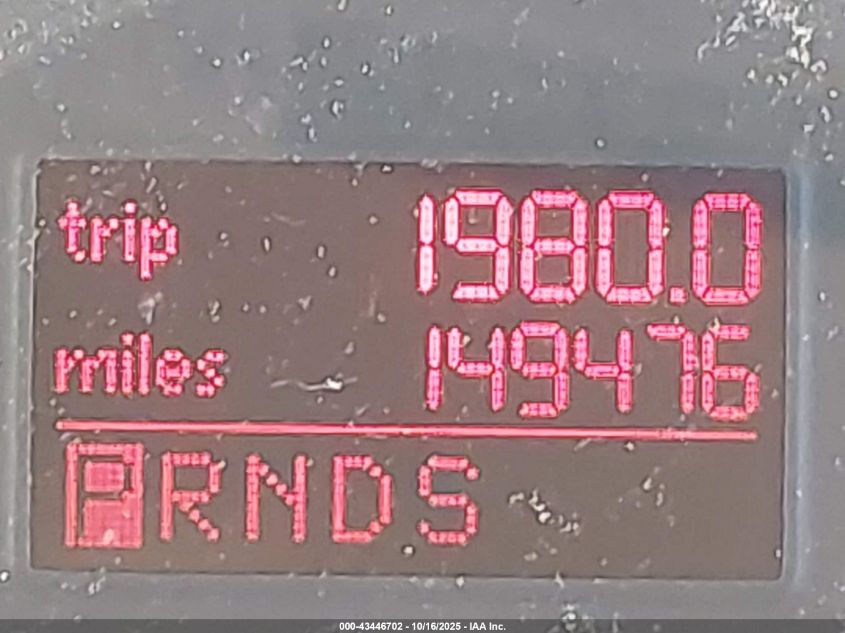 trip 1980.0
miles 149476
PRNDS
000-43446702 - 10/16/2025 - IAA Inc.